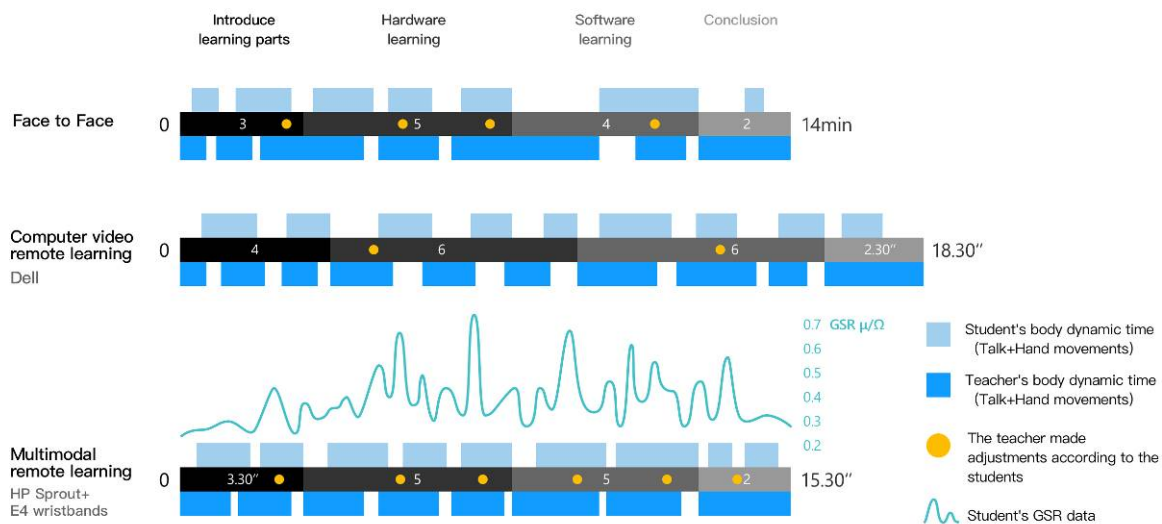 Introduce
learning parts
Hardware
learning
Software
learning
Conclusion
Face to Face
0
3
5
4
2
14min
Computer video
remote learning
Dell
0
4
6
6
2.30′′
18.30′′
0.7 GSR μ/Ω
0.6
0.5
0.4
0.3
0.2
Multimodal
remote learning
HP Sprout+
E4 wristbands
0
3.30′′
5
5
2
15.30′′
Student's body dynamic time
(Talk+Hand movements)
Teacher's body dynamic time
(Talk+Hand movements)
The teacher made
adjustments according to the
students
Student's GSR data